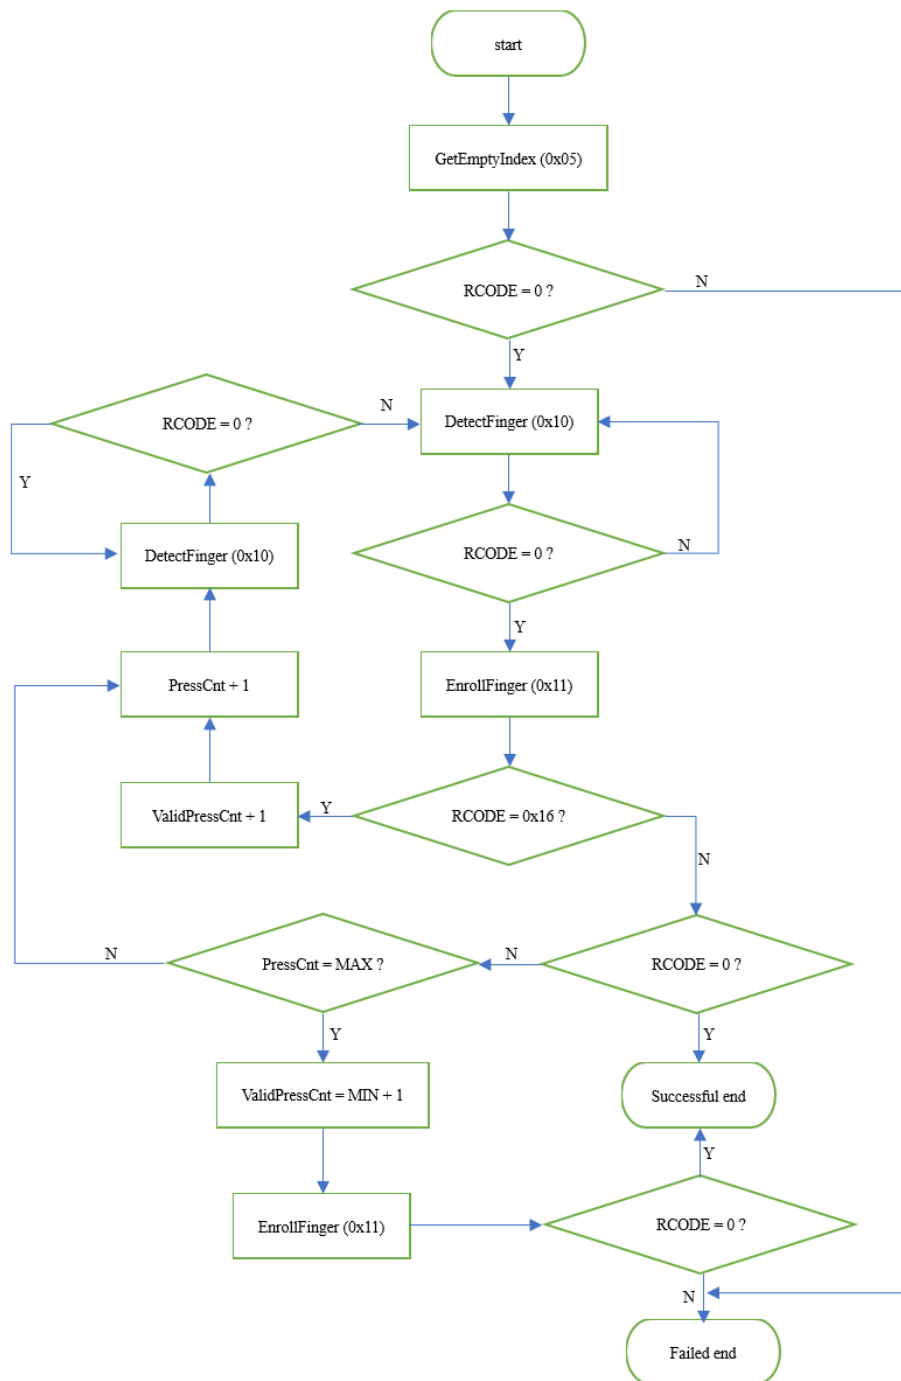 start
GetEmptyIndex (0x05)
RCODE = 0 ?
N
Y
RCODE = 0 ?
N
DetectFinger (0x10)
Y
DetectFinger (0x10)
RCODE = 0 ?
N
Y
PressCnt + 1
EnrollFinger (0x11)
ValidPressCnt + 1
Y
RCODE = 0x16 ?
N
N
PressCnt = MAX ?
N
RCODE = 0 ?
Y
Y
ValidPressCnt = MIN + 1
Successful end
Y
EnrollFinger (0x11)
RCODE = 0 ?
N
Failed end